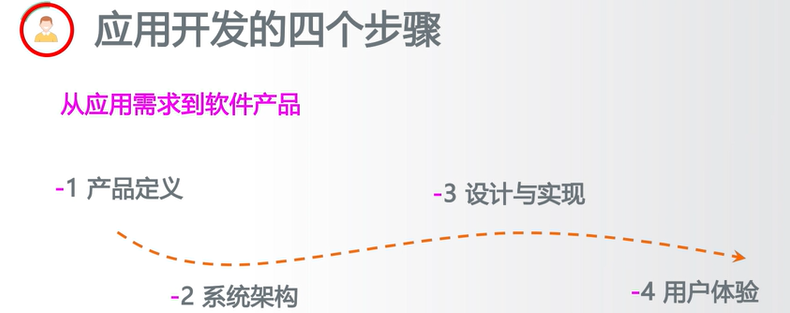 应用开发的四个步骤
从应用需求到软件产品
-1 产品定义
-2 系统架构
-3 设计与实现
-4 用户体验